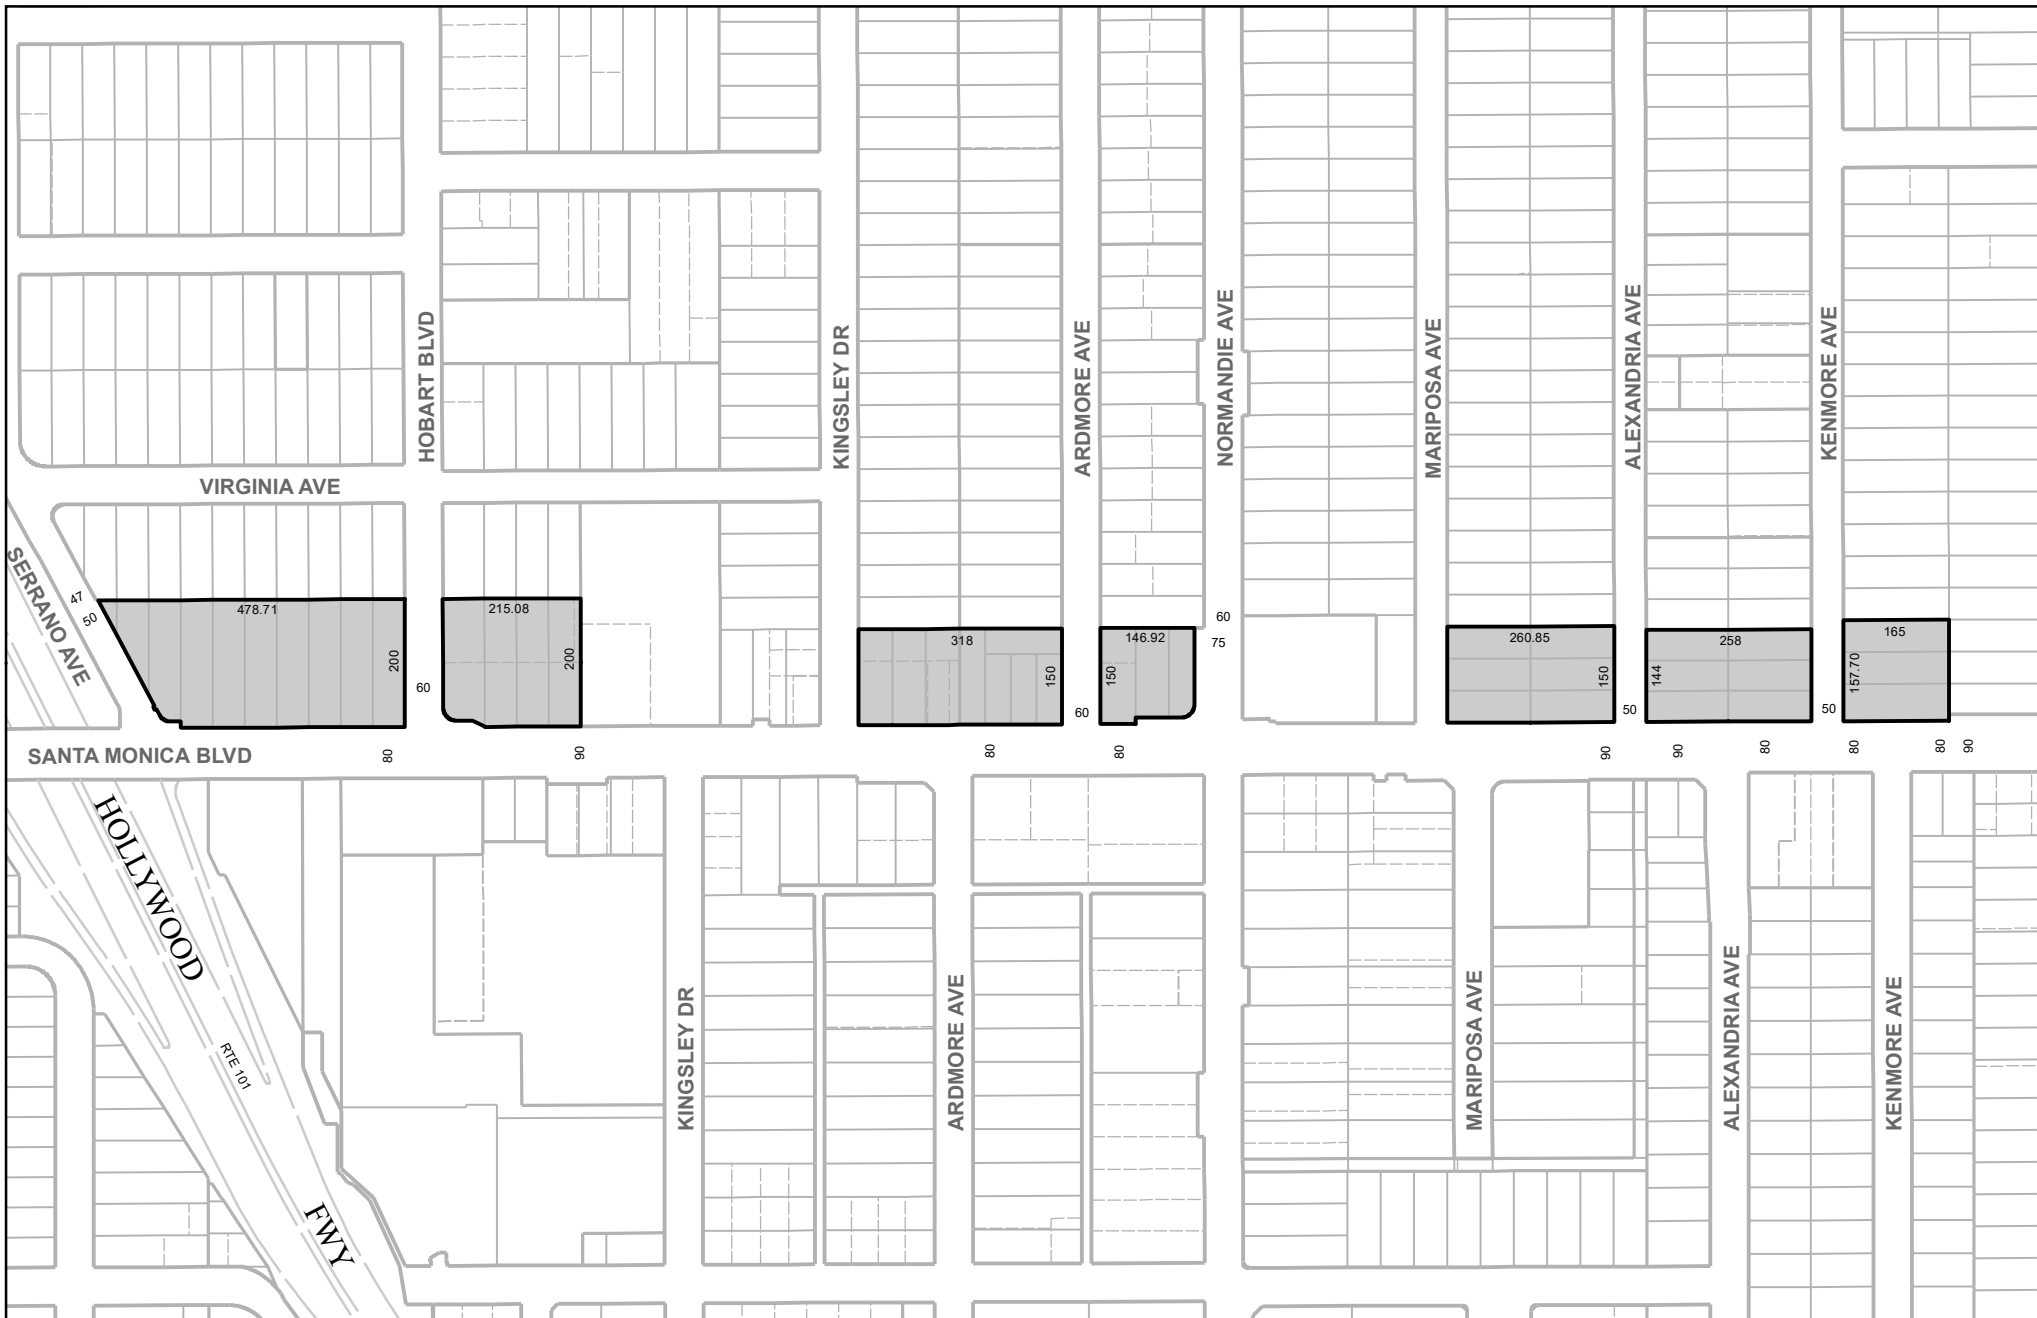 HOBART BLVD
KINGSLEY DR
ARDMORE AVE
NORMANDIE AVE
MARIPOSA AVE
ALEXANDRIA AVE
KENMORE AVE
VIRGINIA AVE
SERRANO AVE
47
50
478.71
200
60
215.08
200
318
150
60
146.92
150
60
75
260.85
150
50
258
144
50
165
157.70
SANTA MONICA BLVD
80
90
80
80
90
90
80
80
80
90
HOLLYWOOD
RTE 101
FWY
KINGSLEY DR
ARDMORE AVE
MARIPOSA AVE
ALEXANDRIA AVE
KENMORE AVE